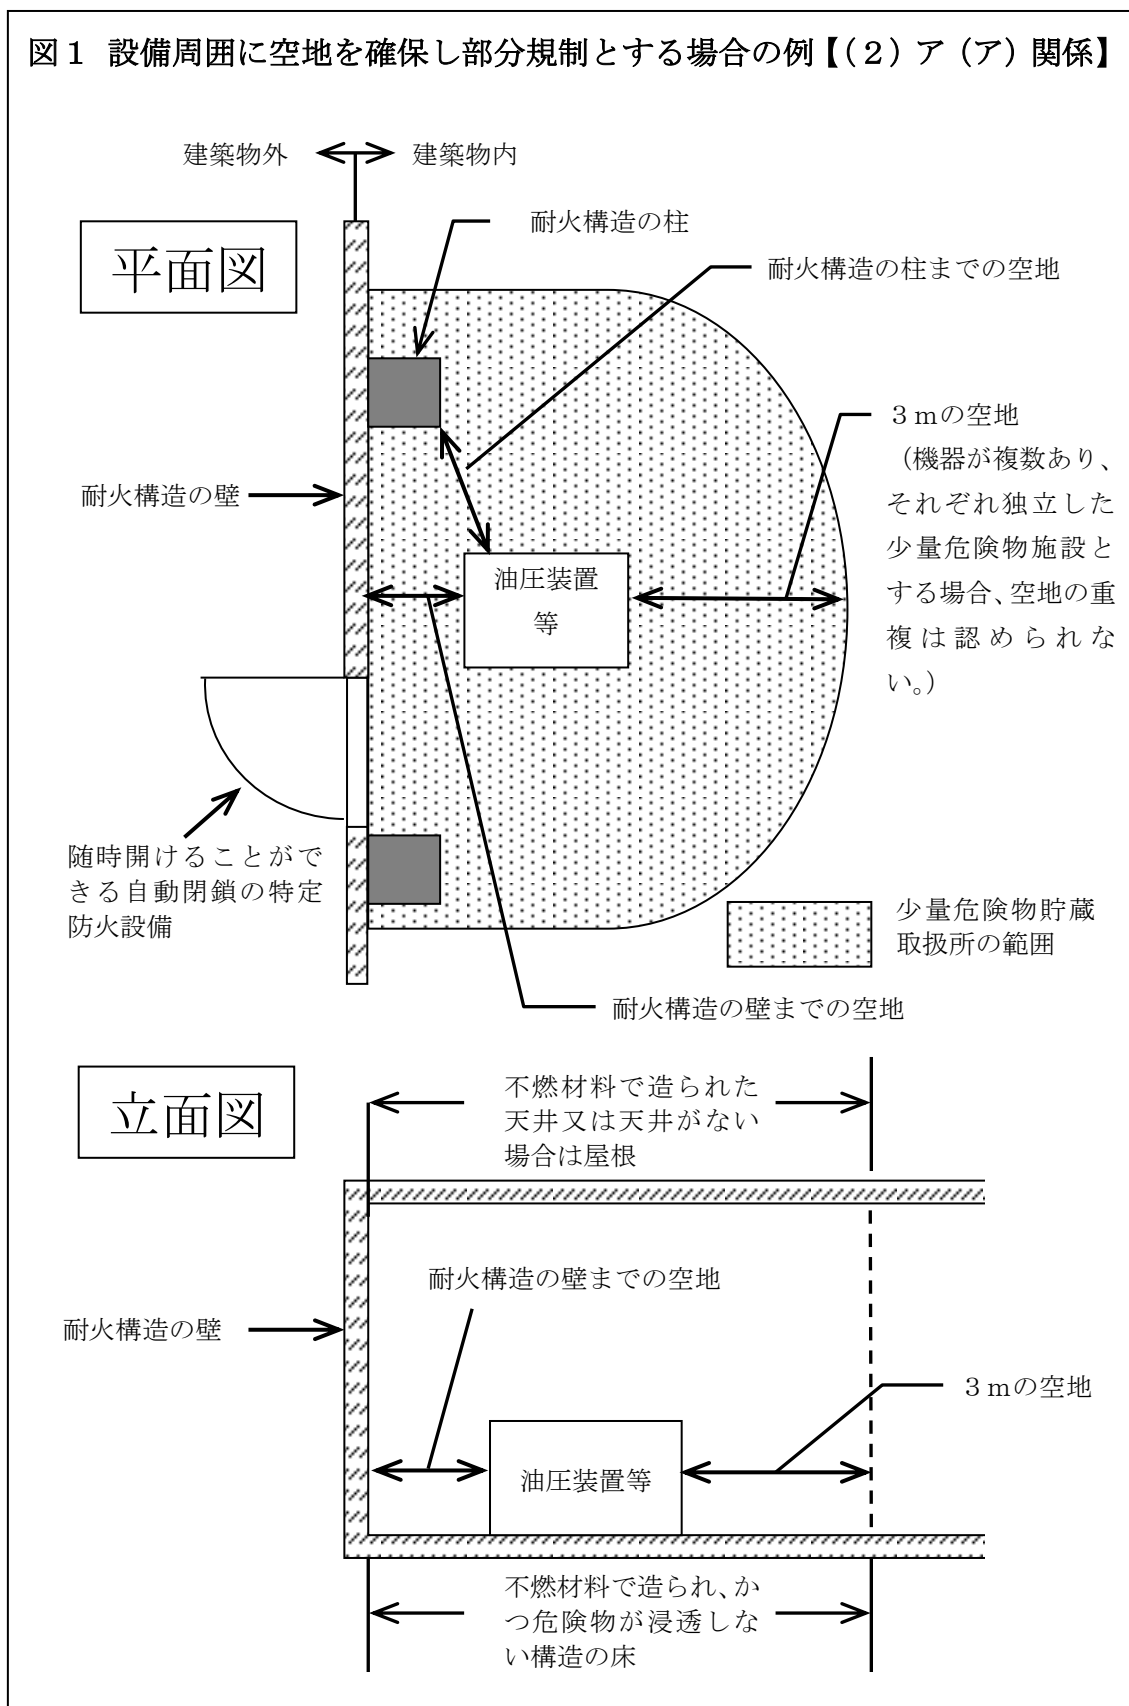 図１ 設備周囲に空地を確保し部分規制とする場合の例【（２）ア（ア）関係】
建築物外
建築物内
平面図
耐火構造の柱
耐火構造の柱までの空地
３ｍの空地
（機器が複数あり、
それぞれ独立した
少量危険物施設と
する場合、空地の重
複は認められな
い。）
耐火構造の壁
油圧装置
等
随時開けることがで
きる自動閉鎖の特定
防火設備
少量危険物貯蔵
取扱所の範囲
耐火構造の壁までの空地
立面図
不燃材料で造られた
天井又は天井がない
場合は屋根
耐火構造の壁までの空地
耐火構造の壁
３ｍの空地
油圧装置等
不燃材料で造られ、か
つ危険物が浸透しな
い構造の床